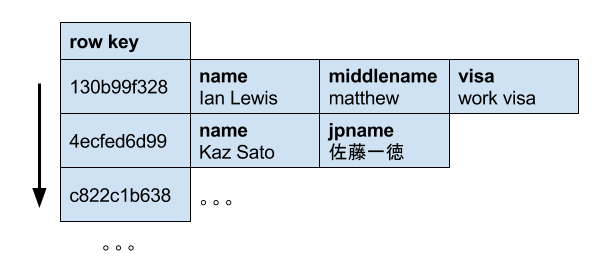 row key
130b99f328
name
Ian Lewis
middlename
matthew
visa
work visa
4ecfed6d99
name
Kaz Sato
jpname
佐藤一徳
c822c1b638
。。。
。。。